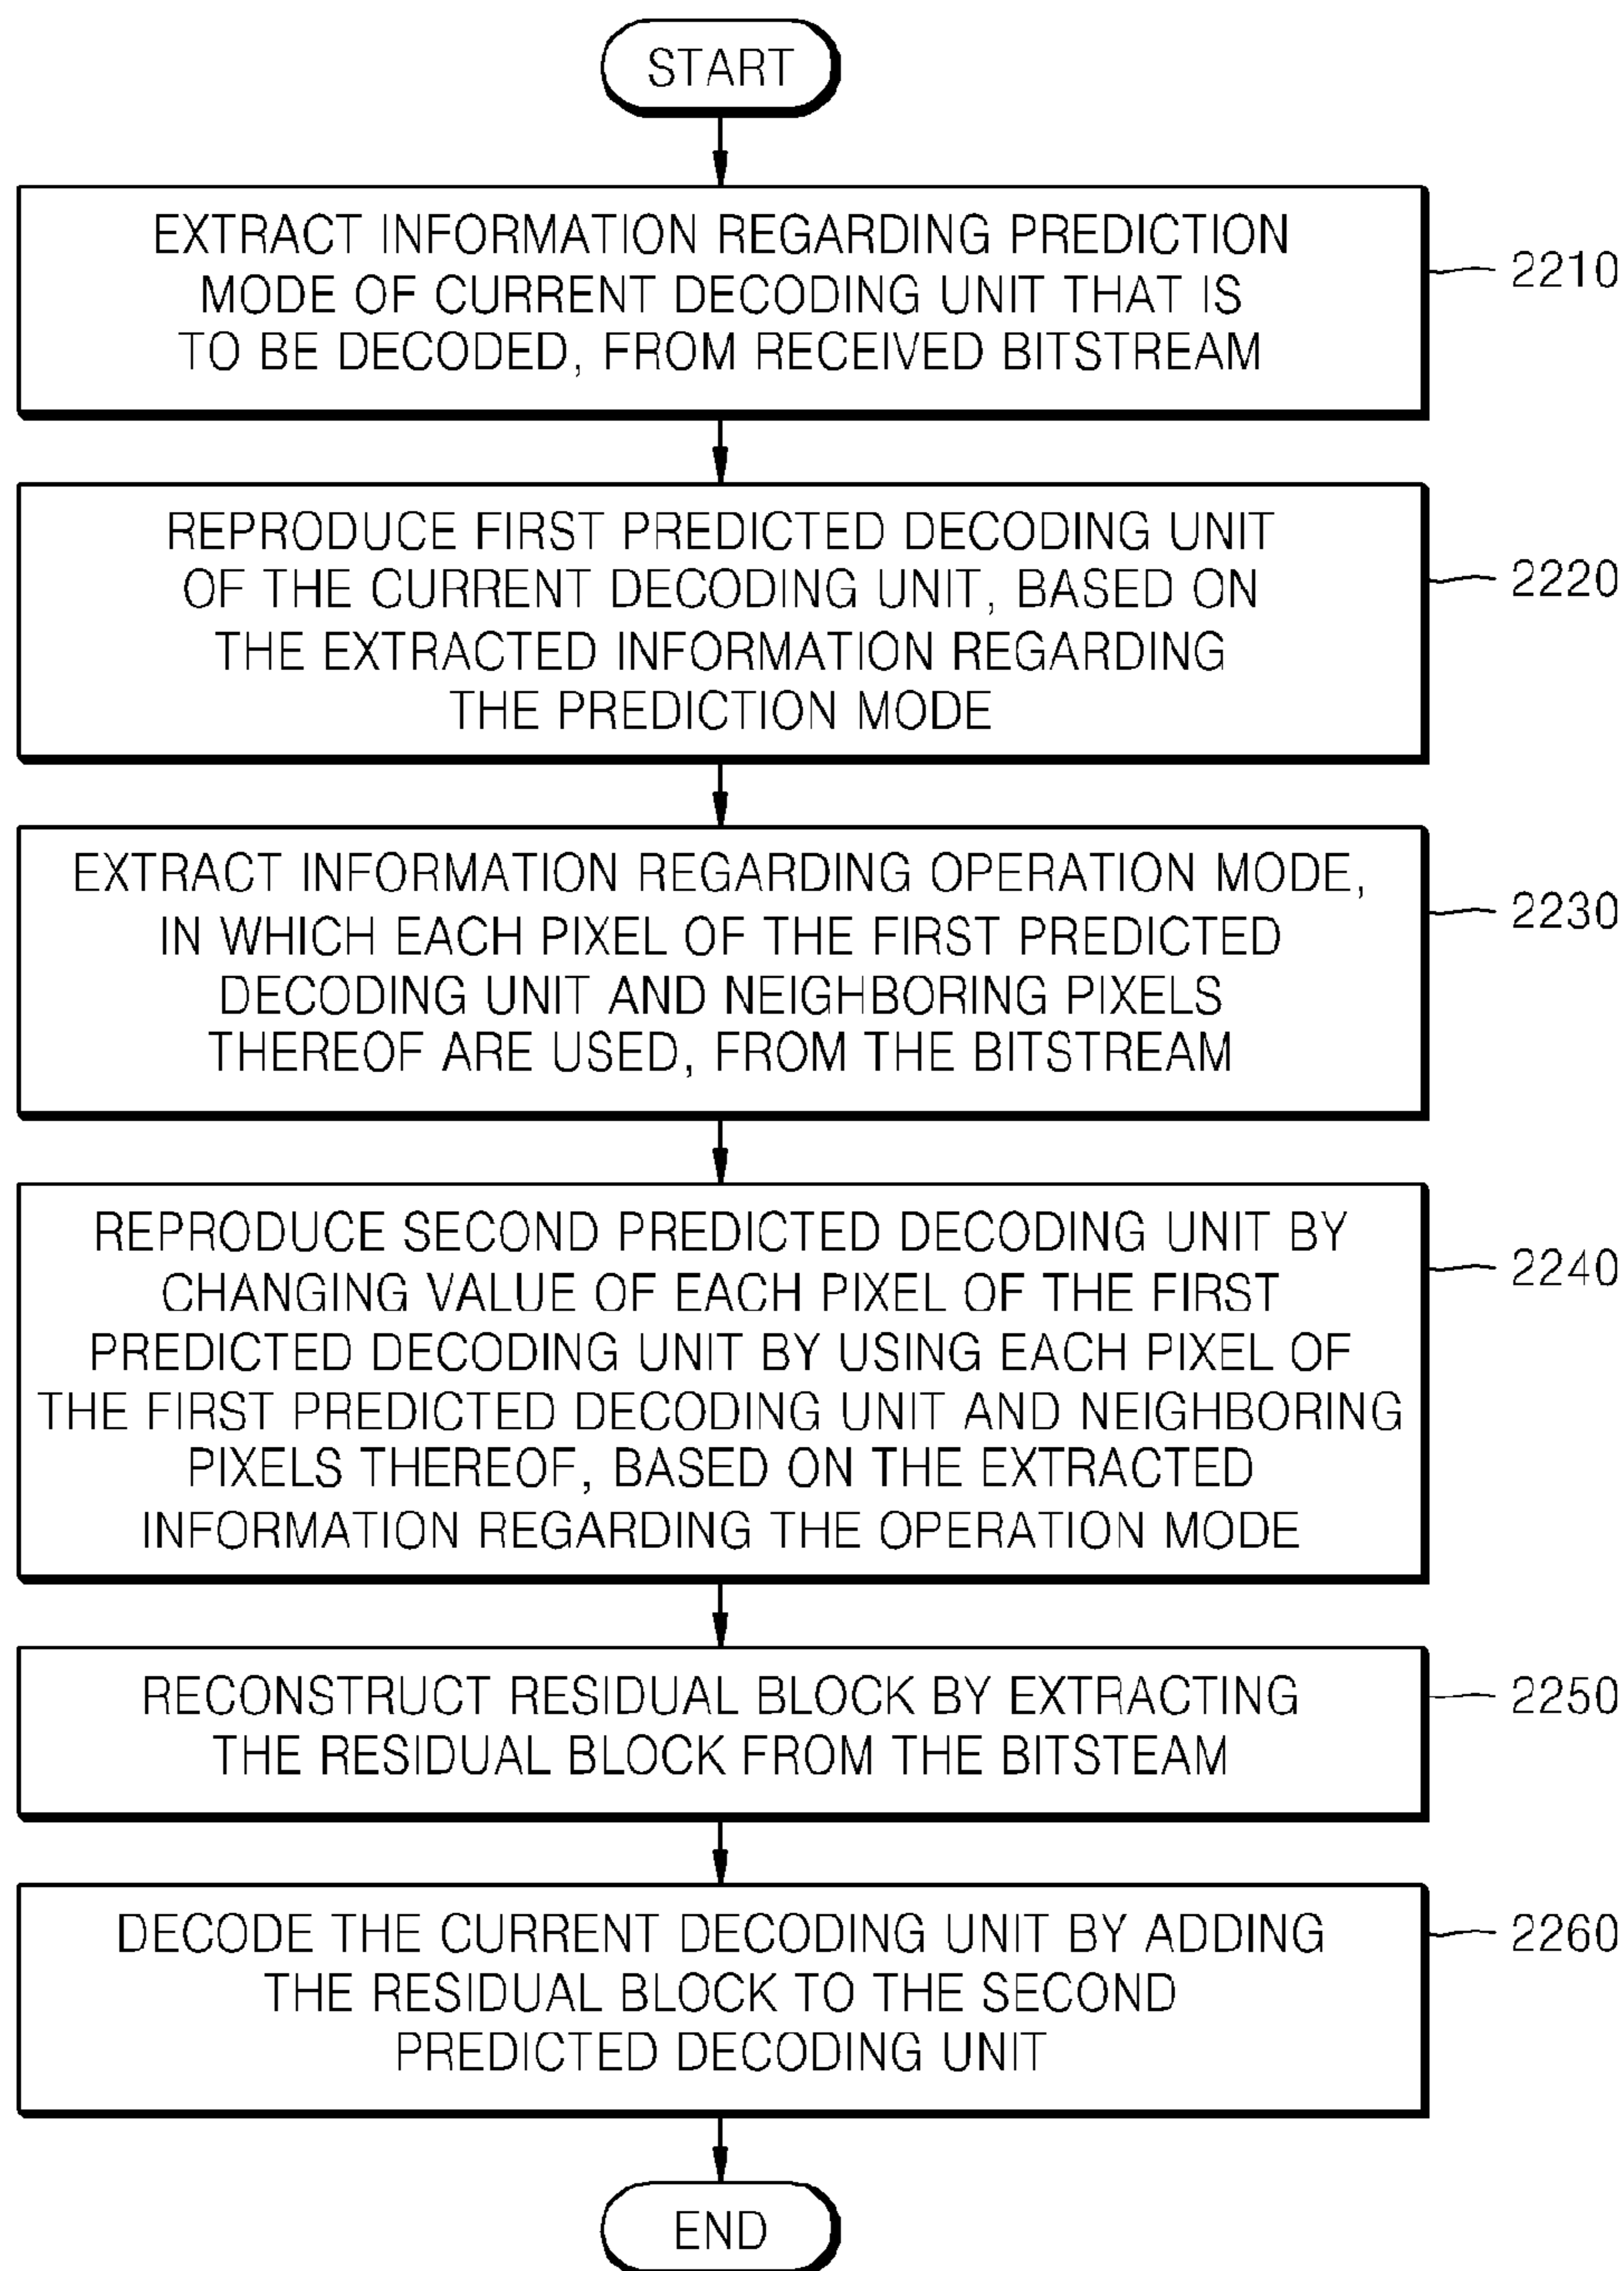 START
EXTRACT INFORMATION REGARDING PREDICTION
MODE OF CURRENT DECODING UNIT THAT IS
TO BE DECODED, FROM RECEIVED BITSTREAM
2210
REPRODUCE FIRST PREDICTED DECODING UNIT
OF THE CURRENT DECODING UNIT, BASED ON
THE EXTRACTED INFORMATION REGARDING
THE PREDICTION MODE
2220
EXTRACT INFORMATION REGARDING OPERATION MODE,
IN WHICH EACH PIXEL OF THE FIRST PREDICTED
DECODING UNIT AND NEIGHBORING PIXELS
THEREOF ARE USED, FROM THE BITSTREAM
2230
REPRODUCE SECOND PREDICTED DECODING UNIT BY
CHANGING VALUE OF EACH PIXEL OF THE FIRST
PREDICTED DECODING UNIT BY USING EACH PIXEL OF
THE FIRST PREDICTED DECODING UNIT AND NEIGHBORING
PIXELS THEREOF, BASED ON THE EXTRACTED
INFORMATION REGARDING THE OPERATION MODE
2240
RECONSTRUCT RESIDUAL BLOCK BY EXTRACTING
THE RESIDUAL BLOCK FROM THE BITSTEAM
2250
DECODE THE CURRENT DECODING UNIT BY ADDING
THE RESIDUAL BLOCK TO THE SECOND
PREDICTED DECODING UNIT
2260
END